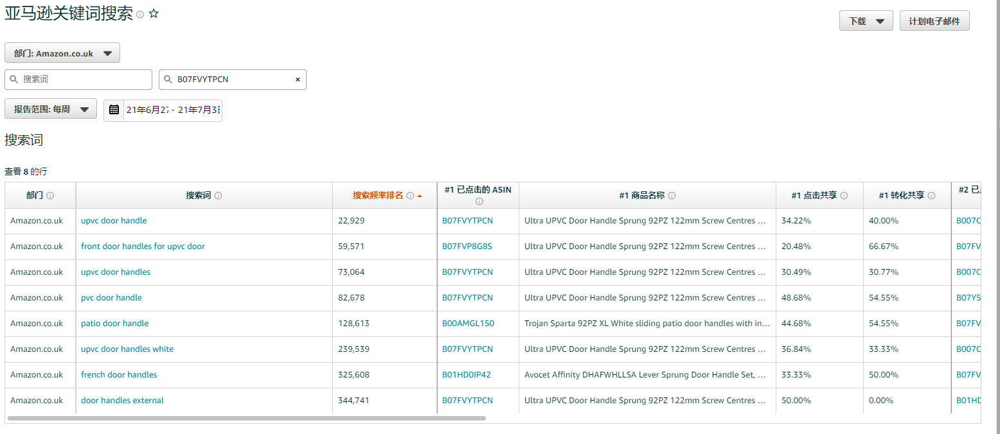 亚马逊关键词搜索
下载
计划电子邮件
部门: Amazon.co.uk
搜索词
B07FVYTPCN ×
报告范围: 每周
21年6月27 - 21年7月3日
搜索词
查看 8 的行
部门 搜索词 搜索频率排名 #1 已点击的 ASIN #1 商品名称 #1 点击共享 #1 转化共享 #2 已
Amazon.co.uk upvc door handle 22,929 B07FVYTPCN Ultra UPVC Door Handle Sprung 92PZ 122mm Screw Centres ... 34.22% 40.00% B007C
Amazon.co.uk front door handles for upvc door 59,571 B07FVP8G8S Ultra UPVC Door Handle Sprung 92PZ 122mm Screw Centres ... 20.48% 66.67% B07FV
Amazon.co.uk upvc door handles 73,064 B07FVYTPCN Ultra UPVC Door Handle Sprung 92PZ 122mm Screw Centres ... 30.49% 30.77% B007C
Amazon.co.uk pvc door handle 82,678 B07FVYTPCN Ultra UPVC Door Handle Sprung 92PZ 122mm Screw Centres ... 48.68% 54.55% B07Y5
Amazon.co.uk patio door handle 128,613 B00AMGL150 Trojan Sparta 92PZ XL White sliding patio door handles with in... 44.68% 54.55% B07FV
Amazon.co.uk upvc door handles white 239,539 B07FVYTPCN Ultra UPVC Door Handle Sprung 92PZ 122mm Screw Centres ... 36.84% 33.33% B007C
Amazon.co.uk french door handles 325,608 B01HD0IP42 Avocet Affinity DHAFWHLLSA Lever Sprung Door Handle Set, ... 33.33% 50.00% B07FV
Amazon.co.uk door handles external 344,741 B07FVYTPCN Ultra UPVC Door Handle Sprung 92PZ 122mm Screw Centres ... 50.00% 0.00% B01HD